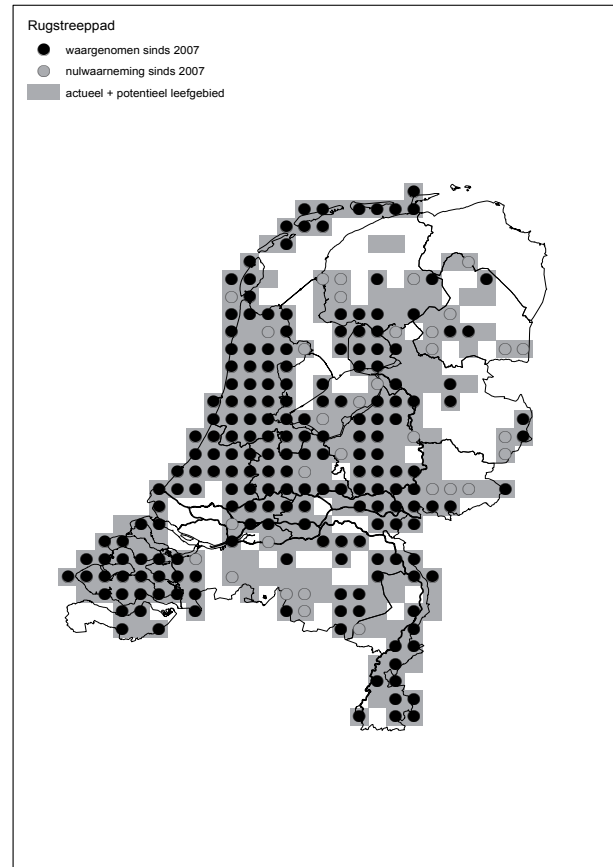 Rugstreeppad
waargenomen sinds 2007
nulwaarneming sinds 2007
actueel + potentieel leefgebied